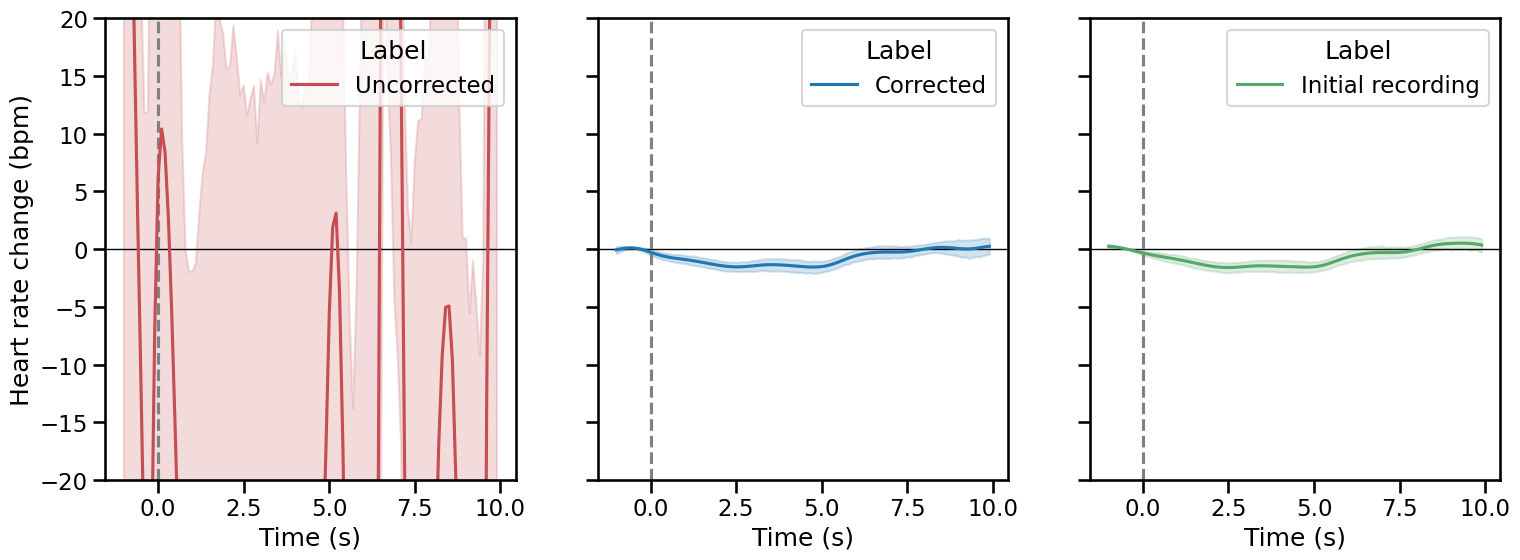 Heart rate change (bpm)
20
15
10
5
0
−5
−10
−15
−20
Label
Uncorrected
0.0 2.5 5.0 7.5 10.0
Time (s)
Label
Corrected
0.0 2.5 5.0 7.5 10.0
Time (s)
Label
Initial recording
0.0 2.5 5.0 7.5 10.0
Time (s)